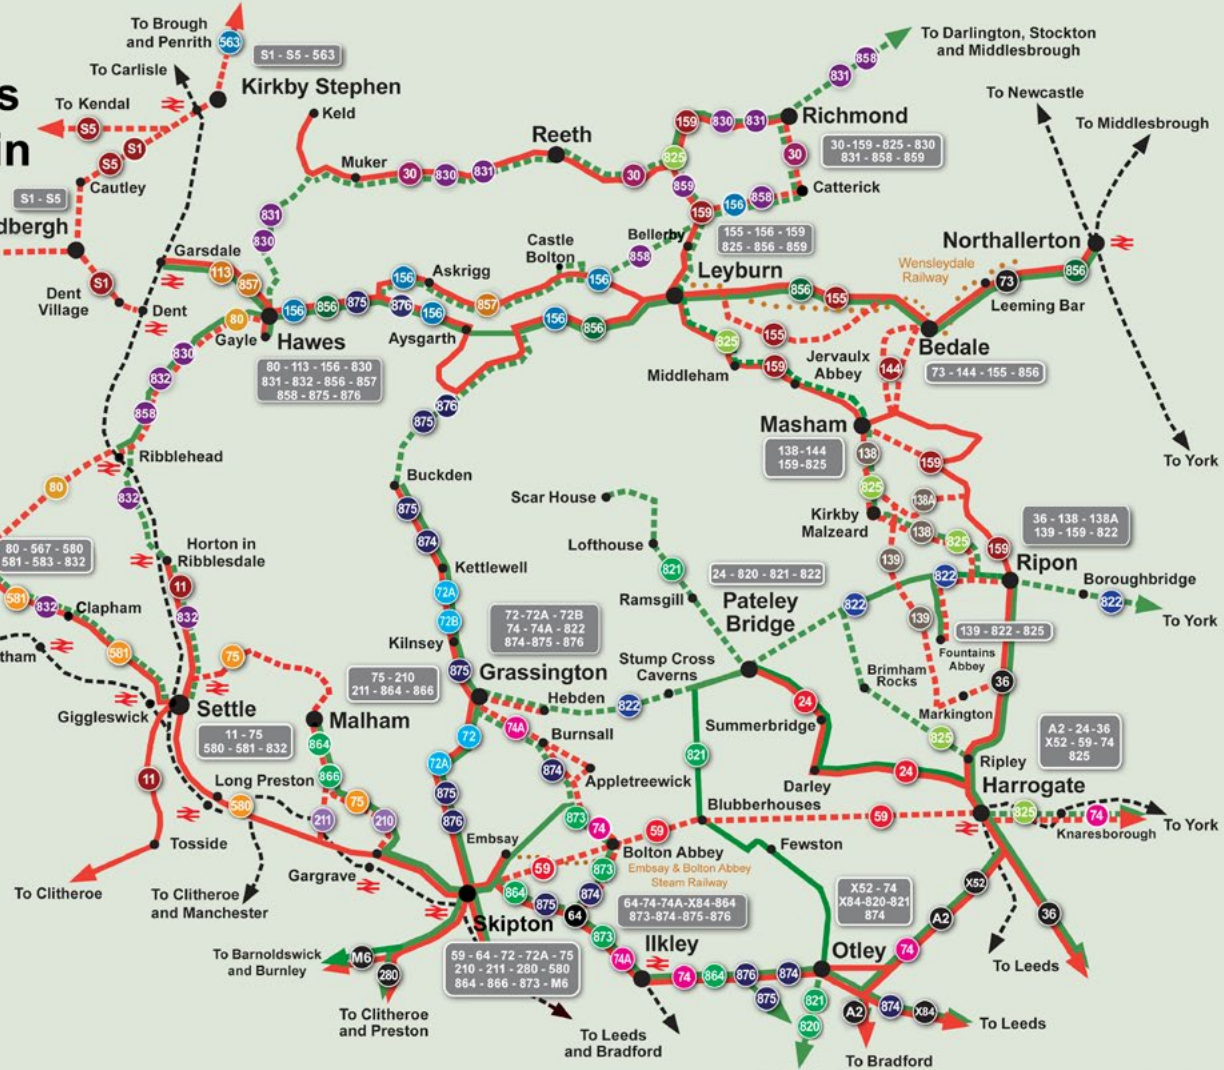 To Brough
and Penrith
563
S1 - S5 - 563
To Carlisle
Kirkby Stephen
To Kendal
S5
S1
S5
Cautley
S1 - S5
s
in
dbergh
S1
Dent
Village
Dent
Garsdale
113
857
80
Gayle
Hawes
80 - 113 - 156 - 830
831 - 832 - 856 - 857
858 - 875 - 876
831
830
Keld
Muker
30
830
831
Reeth
30
825
159
830
831
Richmond
30-159 - 825 - 830
831 - 858 - 859
831
858
To Darlington, Stockton
and Middlesbrough
30
Catterick
859
159
156
858
155 - 156 - 159
825 - 856 - 859
Bellerby
858
Leyburn
To Newcastle
To Middlesbrough
Northallerton
856
73
Leeming Bar
Wensleydale
Railway
To York
156
856
875
876
156
Askrigg
156
857
Castle
Bolton
156
Aysgarth
156
856
856
155
155
Bedale
73 - 144 - 155 - 856
144
825
Middleham
159
Jervaulx
Abbey
Masham
138-144
159-825
138
825
159
138A
Kirkby
Malzeard
138
825
139
159
36 - 138 - 138A
139 - 159 - 822
Ripon
822
822
Boroughbridge
822
To York
139
139 - 822 - 825
Fountains
Abbey
36
Markington
Brimham
Rocks
825
Ripley
830
832
858
Ribblehead
80
832
80 - 567 - 580
581 - 583 - 832
581
832
Clapham
581
tham
Horton in
Ribblesdale
11
832
75
Giggleswick
Settle
11 - 75
580 - 581 - 832
11
Long Preston
580
Tosside
To Clitheroe
To Clitheroe
and Manchester
Malham
75 - 210
211 - 864 - 866
864
866
75
211
210
Gargrave
876
875
Buckden
875
874
Kettlewell
72A
72B
Kilnsey
875
72-72A - 72B
74 - 74A - 822
874-875 - 876
Grassington
Hebden
822
Stump Cross
Caverns
Scar House
Lofthouse
821
Ramsgill
24 - 820 - 821 - 822
Pateley
Bridge
24
Summerbridge
Darley
24
821
Blubberhouses
Fewston
59
A2 - 24-36
X52 - 59 - 74
825
Harrogate
825
74
Knaresborough
To York
72
72A
875
876
74A
Burnsall
874
Appletreewick
873
74
59
Embsay
59
Bolton Abbey
Embsay & Bolton Abbey
Steam Railway
873
874
64-74-74A-X84-864
873-874-875-876
864
875
64
873
74A
Skipton
59 - 64 - 72 - 72A - 75
210 - 211 - 280 - 580
864 - 866 - 873 - M6
M6
280
To Barnoldswick
and Burnley
To Clitheroe
and Preston
Ilkley
74
864
876
874
875
To Leeds
and Bradford
Otley
X52 - 74
X84-820-821
874
821
820
74
A2
X52
36
To Leeds
A2
874
X84
To Leeds
To Bradford